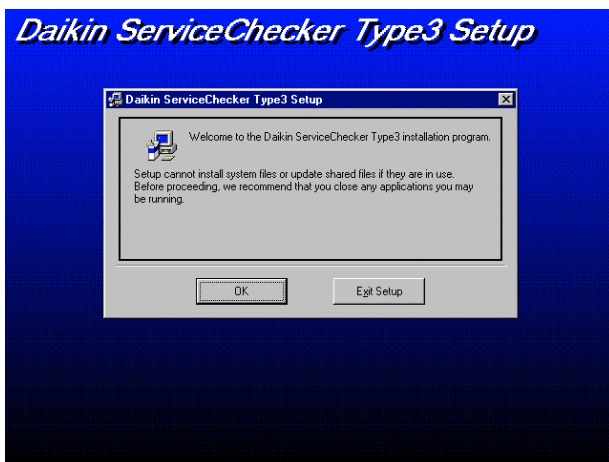 Daikin ServiceChecker Type3 Setup
Daikin ServiceChecker Type3 Setup
Welcome to the Daikin ServiceChecker Type3 installation program.
Setup cannot install system files or update shared files if they are in use.
Before proceeding, we recommend that you close any applications you may
be running.
OK
Exit Setup